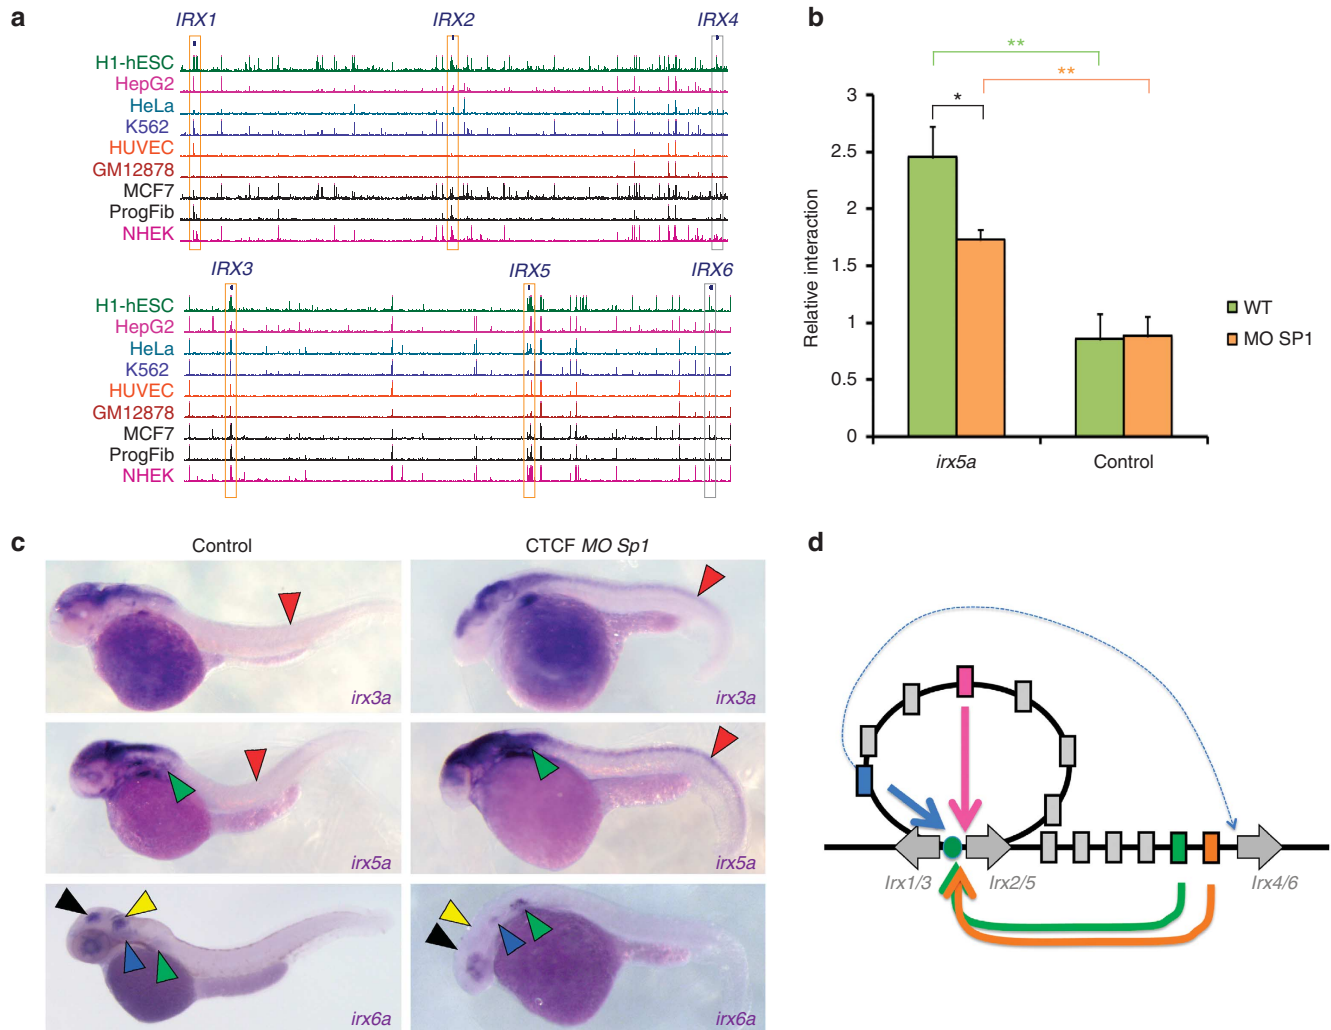 a
IRX1 IRX2 IRX4
H1-hESC
HepG2
HeLa
K562
HUVEC
GM12878
MCF7
ProgFib
NHEK
IRX3 IRX5 IRX6
H1-hESC
HepG2
HeLa
K562
HUVEC
GM12878
MCF7
ProgFib
NHEK
b
**
**
*
3
2.5
2
1.5
1
0.5
0
Relative interaction
irx5a Control
WT
MO SP1
c
Control CTCF MO Sp1
irx3a irx3a
irx5a irx5a
irx6a irx6a
d
Irx1/3 Irx2/5 Irx4/6